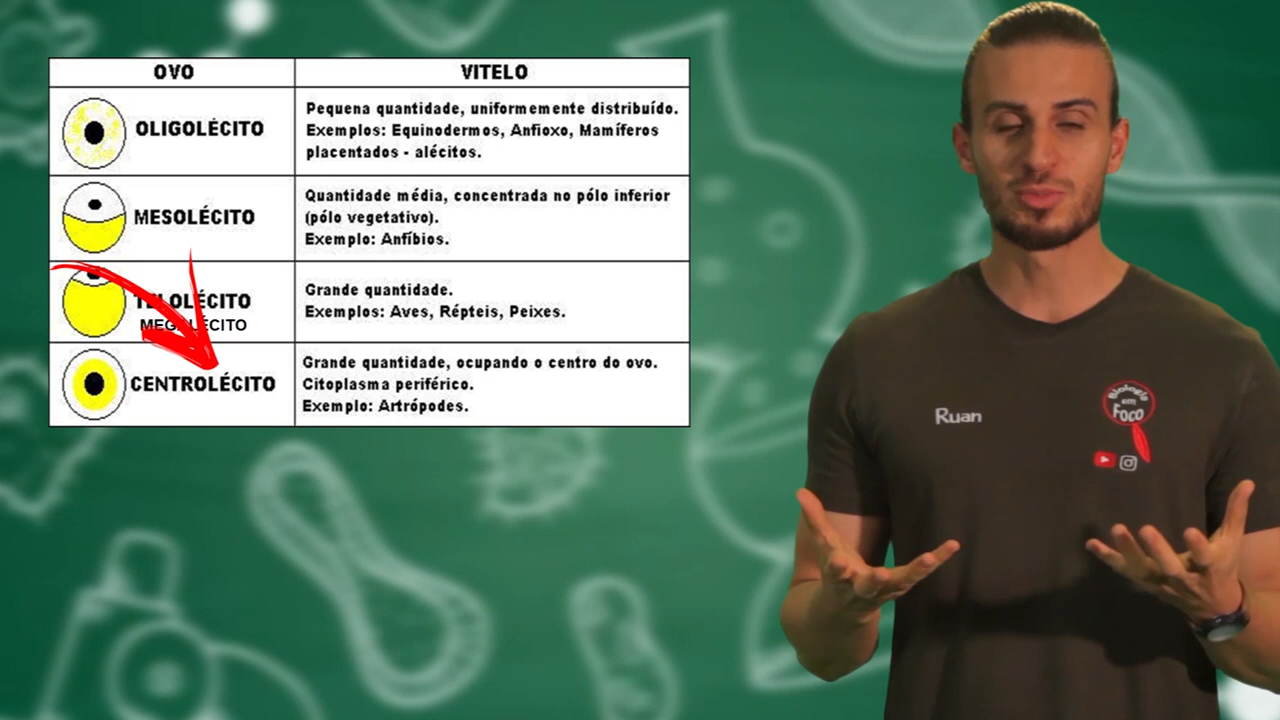 OVO
VITELO
OLIGOLÉCITO
Pequena quantidade, uniformemente distribuído.
Exemplos: Equinodermos, Anfioxo, Mamíferos
placentados - alécitos.
MESOLÉCITO
Quantidade média, concentrada no pólo inferior
(pólo vegetativo).
Exemplo: Anfíbios.
TELOLÉCITO
MEGALÉCITO
Grande quantidade.
Exemplos: Aves, Répteis, Peixes.
CENTROLÉCITO
Grande quantidade, ocupando o centro do ovo.
Citoplasma periférico.
Exemplo: Artrópodes.
Ruan
Biologia
em
Foco